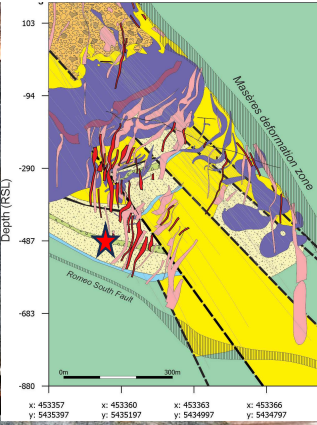 103
-94
-290
-487
-683
-880
Depth (RSL)
Masères deformation zone
Romeo South Fault
0m 300m
x: 453357 x: 453360 x: 453363 x: 453366
y: 5435397 y: 5435197 y: 5434997 y: 5434797